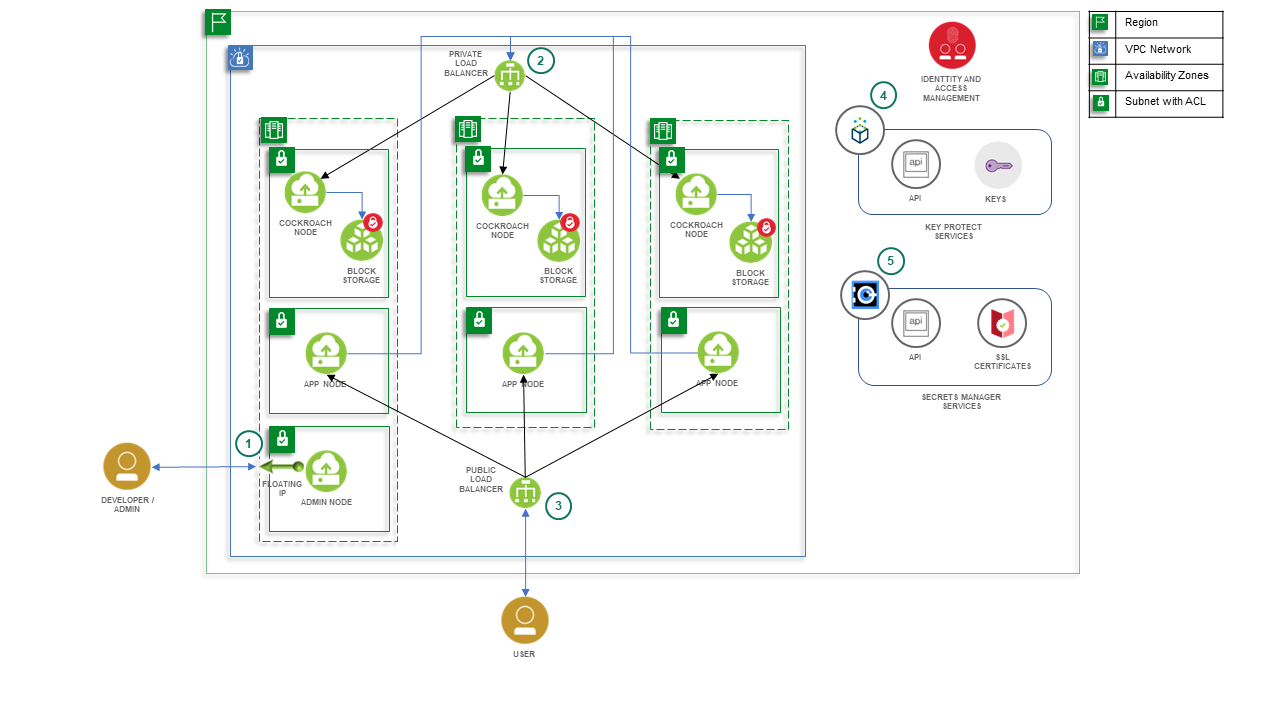 PRIVATE
LOAD
BALANCER
2
IDENTTITY AND
ACCESS
MANAGEMENT
Region
VPC Network
Availability Zones
Subnet with ACL
4
api
API
KEYS
KEY PROTECT
SERVICES
5
api
API
SSL
CERTIFICATES
SECRETS MANAGER
SERVICES
COCKROACH
NODE
BLOCK
STORAGE
COCKROACH
NODE
BLOCK
STORAGE
COCKROACH
NODE
BLOCK
STORAGE
APP NODE
APP NODE
APP NODE
1
DEVELOPER /
ADMIN
FLOATING
IP
ADMIN NODE
PUBLIC
LOAD
BALANCER
3
USER